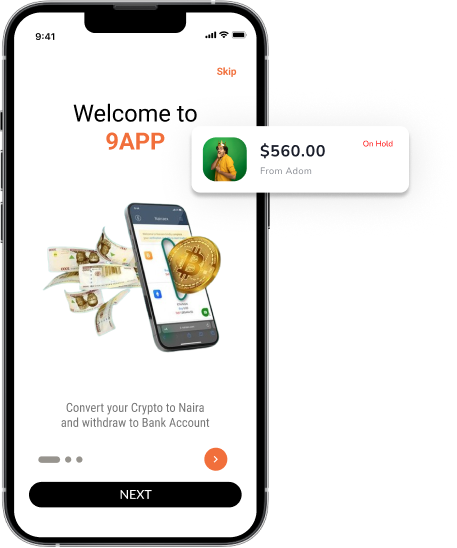 9:41
Skip
Welcome to
9APP
$560.00
On Hold
From Adom
Convert your Crypto to Naira
and withdraw to Bank Account
NEXT